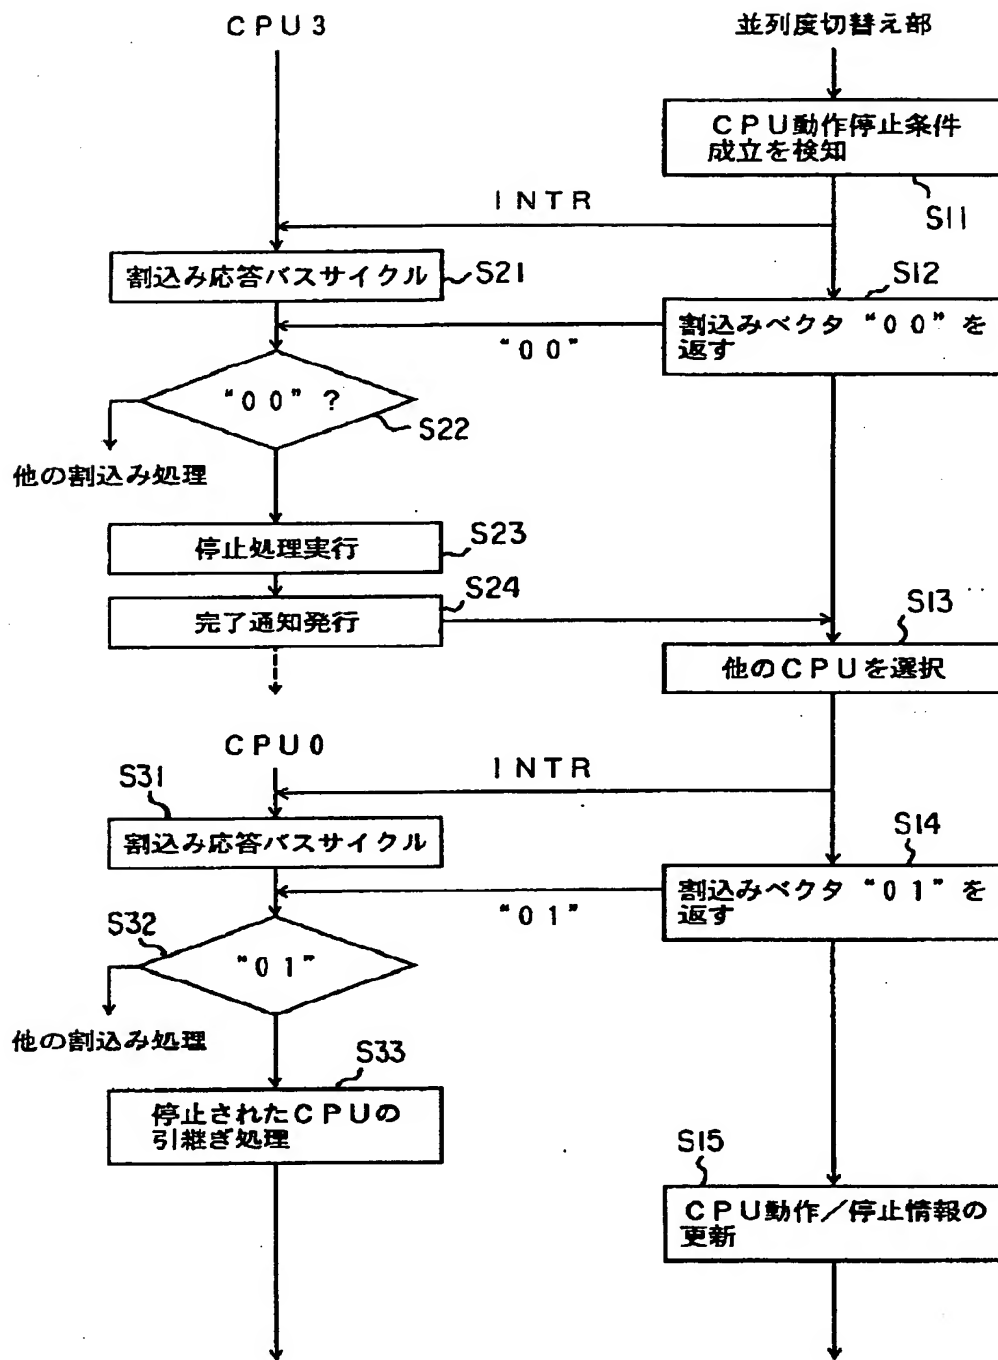 CPU3
並列度切替え部
CPU動作停止条件
成立を検知
S11
INTR
割込み応答バスサイクル
S21
S12
割込みベクタ“00”を
返す
“00”
“00”?
S22
他の割込み処理
停止処理実行
S23
完了通知発行
S24
S13
他のCPUを選択
CPU0
INTR
S31
割込み応答バスサイクル
S14
割込みベクタ“01”を
返す
“01”
S32
“01”
他の割込み処理
S33
停止されたCPUの
引継ぎ処理
S15
CPU動作/停止情報の
更新